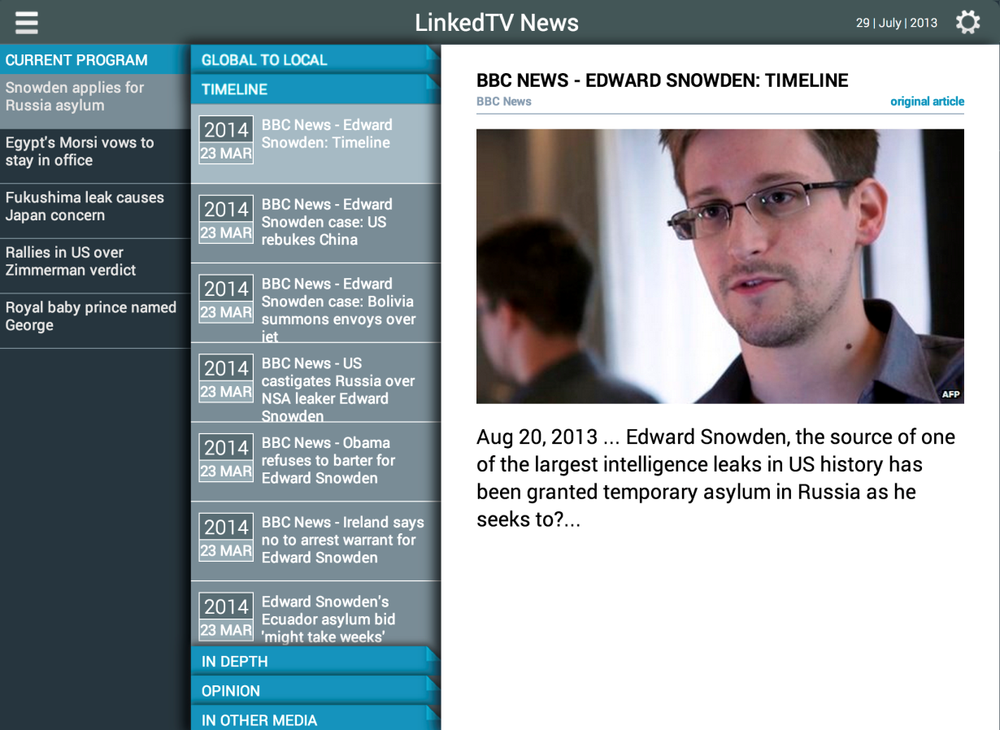 LinkedTV News
29 | July | 2013
CURRENT PROGRAM
Snowden applies for
Russia asylum
Egypt's Morsi vows to
stay in office
Fukushima leak causes
Japan concern
Rallies in US over
Zimmerman verdict
Royal baby prince named
George
GLOBAL TO LOCAL
TIMELINE
2014
23 MAR
BBC News - Edward
Snowden: Timeline
2014
23 MAR
BBC News - Edward
Snowden case: US
rebukes China
2014
23 MAR
BBC News - Edward
Snowden case: Bolivia
summons envoys over
jet
2014
23 MAR
BBC News - US
castigates Russia over
NSA leaker Edward
Snowden
2014
23 MAR
BBC News - Obama
refuses to barter for
Edward Snowden
2014
23 MAR
BBC News - Ireland says
no to arrest warrant for
Edward Snowden
2014
23 MAR
Edward Snowden's
Ecuador asylum bid
'might take weeks'
IN DEPTH
OPINION
IN OTHER MEDIA
BBC NEWS - EDWARD SNOWDEN: TIMELINE
BBC News
original article
AFP
Aug 20, 2013 ... Edward Snowden, the source of one
of the largest intelligence leaks in US history has
been granted temporary asylum in Russia as he
seeks to?...